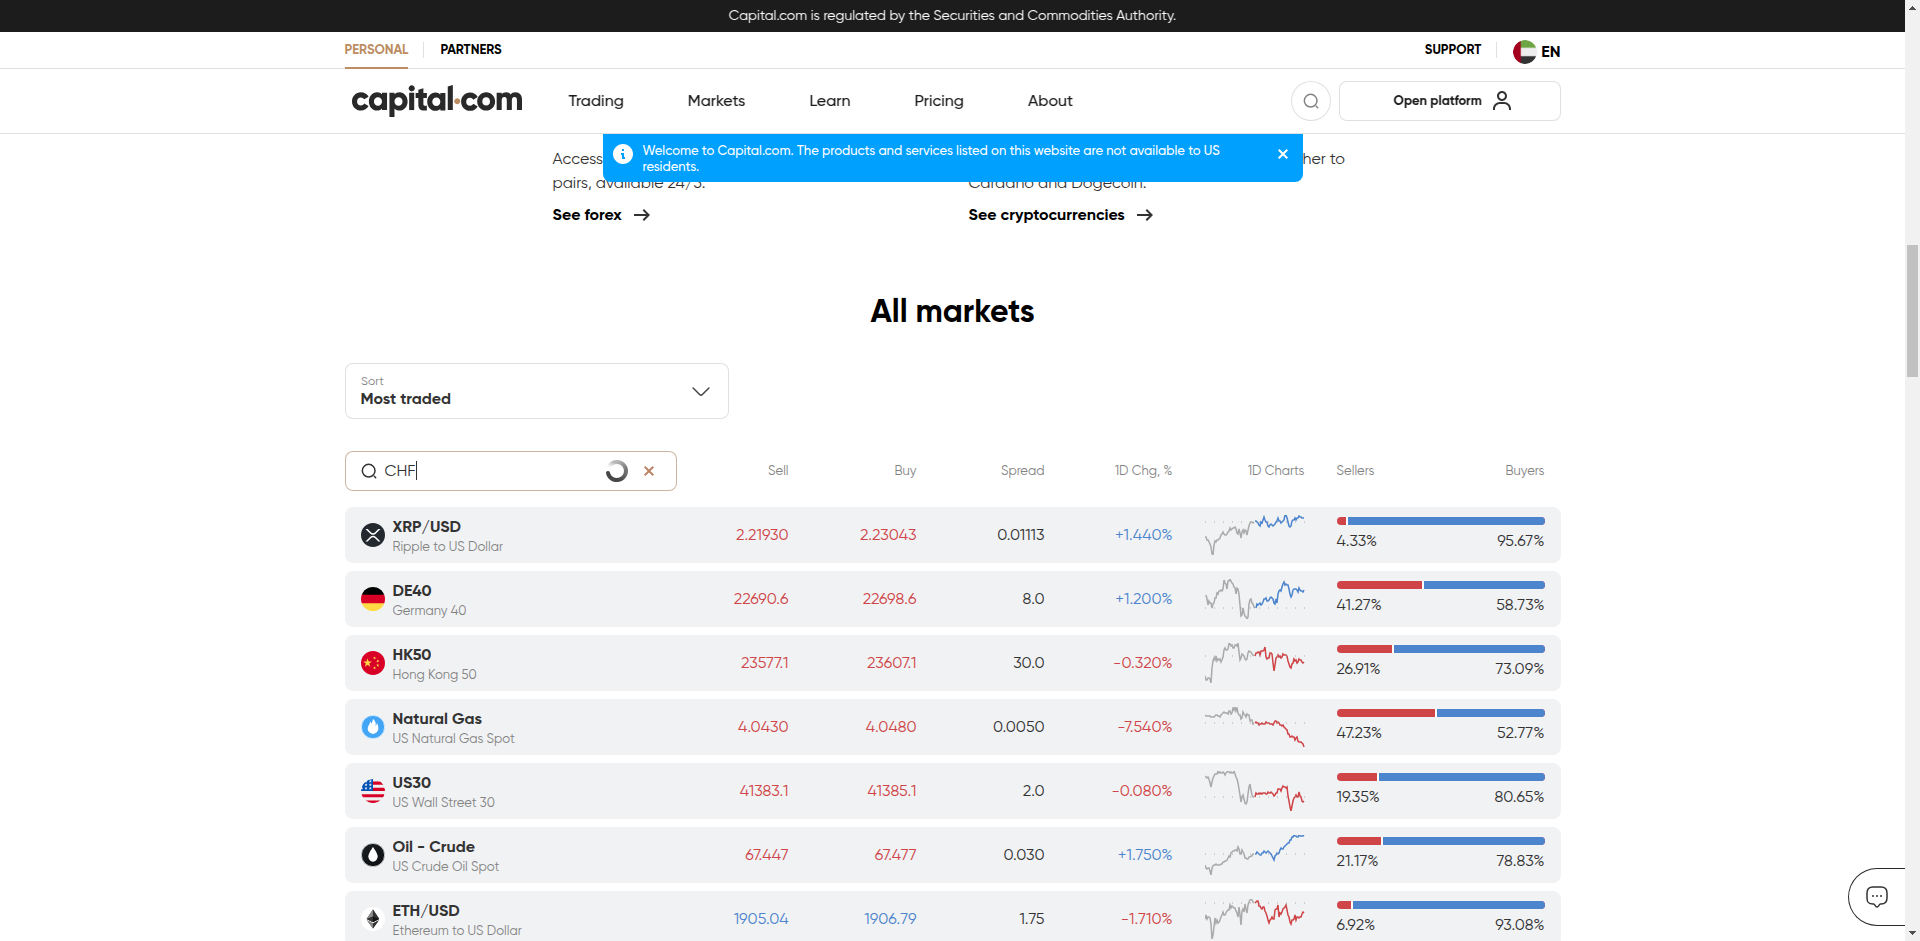 Capital.com is regulated by the Securities and Commodities Authority.
PERSONAL
PARTNERS
SUPPORT
EN
capital.com
Trading
Markets
Learn
Pricing
About
Open platform
Welcome to Capital.com. The products and services listed on this website are not available to US
residents.
Access
her to
pairs, available 24/5.
Cardano and Dogecoin.
See forex
See cryptocurrencies
All markets
Sort
Most traded
CHF
Sell
Buy
Spread
1D Chg, %
1D Charts
Sellers
Buyers
XRP/USD
Ripple to US Dollar
2.21930
2.23043
0.01113
+1.440%
4.33%
95.67%
DE40
Germany 40
22690.6
22698.6
8.0
+1.200%
41.27%
58.73%
HK50
Hong Kong 50
23577.1
23607.1
30.0
-0.320%
26.91%
73.09%
Natural Gas
US Natural Gas Spot
4.0430
4.0480
0.0050
-7.540%
47.23%
52.77%
US30
US Wall Street 30
41383.1
41385.1
2.0
-0.080%
19.35%
80.65%
Oil - Crude
US Crude Oil Spot
67.447
67.477
0.030
+1.750%
21.17%
78.83%
ETH/USD
Ethereum to US Dollar
1905.04
1906.79
1.75
-1.710%
6.92%
93.08%